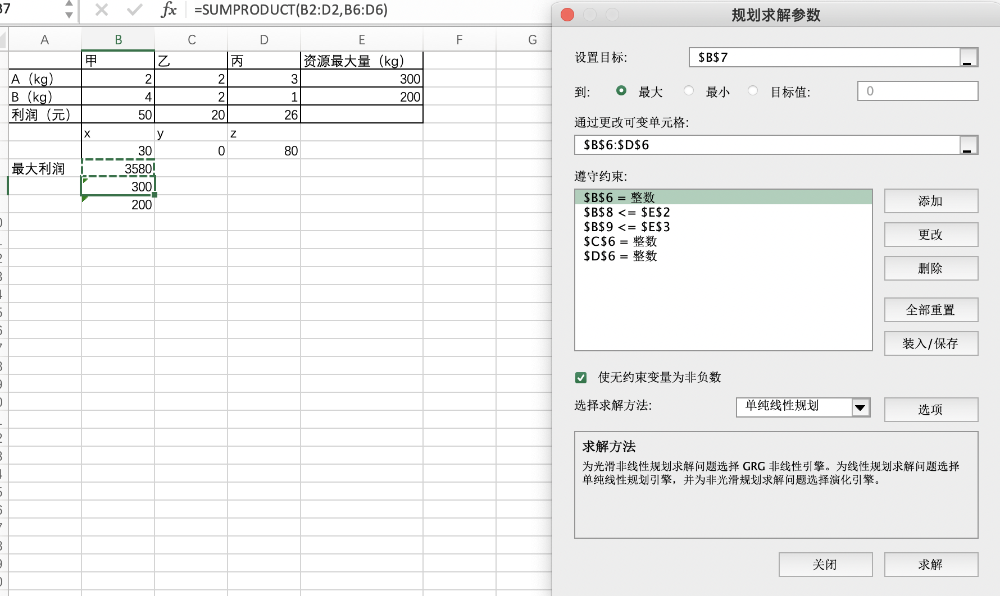 B7
=SUMPRODUCT(B2:D2,B6:D6)
A B C D E F G
甲 乙 丙 资源最大量（kg）
A（kg） 2 2 3 300
B（kg） 4 2 1 200
利润（元） 50 20 26
x y z
30 0 80
最大利润 3580
300
200
规划求解参数
设置目标: $B$7
到: 最大 最小 目标值: 0
通过更改可变单元格:
$B$6:$D$6
遵守约束:
$B$6 = 整数
$B$8 <= $E$2
$B$9 <= $E$3
$C$6 = 整数
$D$6 = 整数
添加
更改
删除
全部重置
装入/保存
使无约束变量为非负数
选择求解方法: 单纯线性规划 选项
求解方法
为光滑非线性规划求解问题选择 GRG 非线性引擎。为线性规划求解问题选择
单纯线性规划引擎，并为非光滑规划求解问题选择演化引擎。
关闭 求解